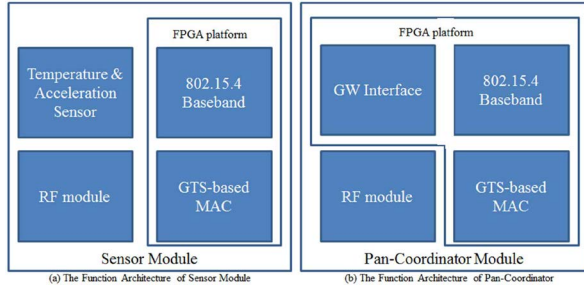 FPGA platform
Temperature &
Acceleration
Sensor
802.15.4
Baseband
RF module
GTS-based
MAC
Sensor Module
(a) The Function Architecture of Sensor Module
FPGA platform
GW Interface
802.15.4
Baseband
RF module
GTS-based
MAC
Pan-Coordinator Module
(b) The Function Architecture of Pan-Coordinator